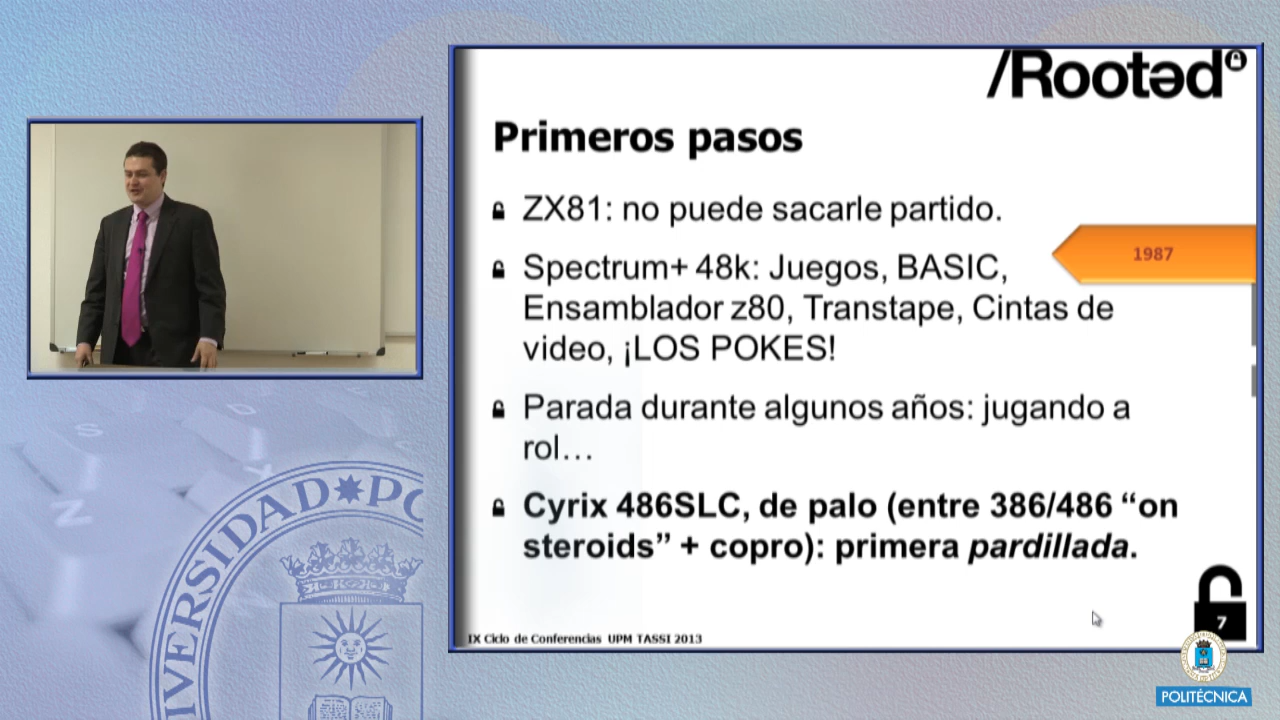 /Rootəd
Primeros pasos
ZX81: no puede sacarle partido.
1987
Spectrum+ 48k: Juegos, BASIC,
Ensamblador z80, Transtape, Cintas de
video, ¡LOS POKES!
Parada durante algunos años: jugando a
rol…
Cyrix 486SLC, de palo (entre 386/486 “on
steroids” + copro): primera pardillada.
7
IX Ciclo de Conferencias UPM TASSI 2013
POLITÉCNICA
VERSIDAD PO